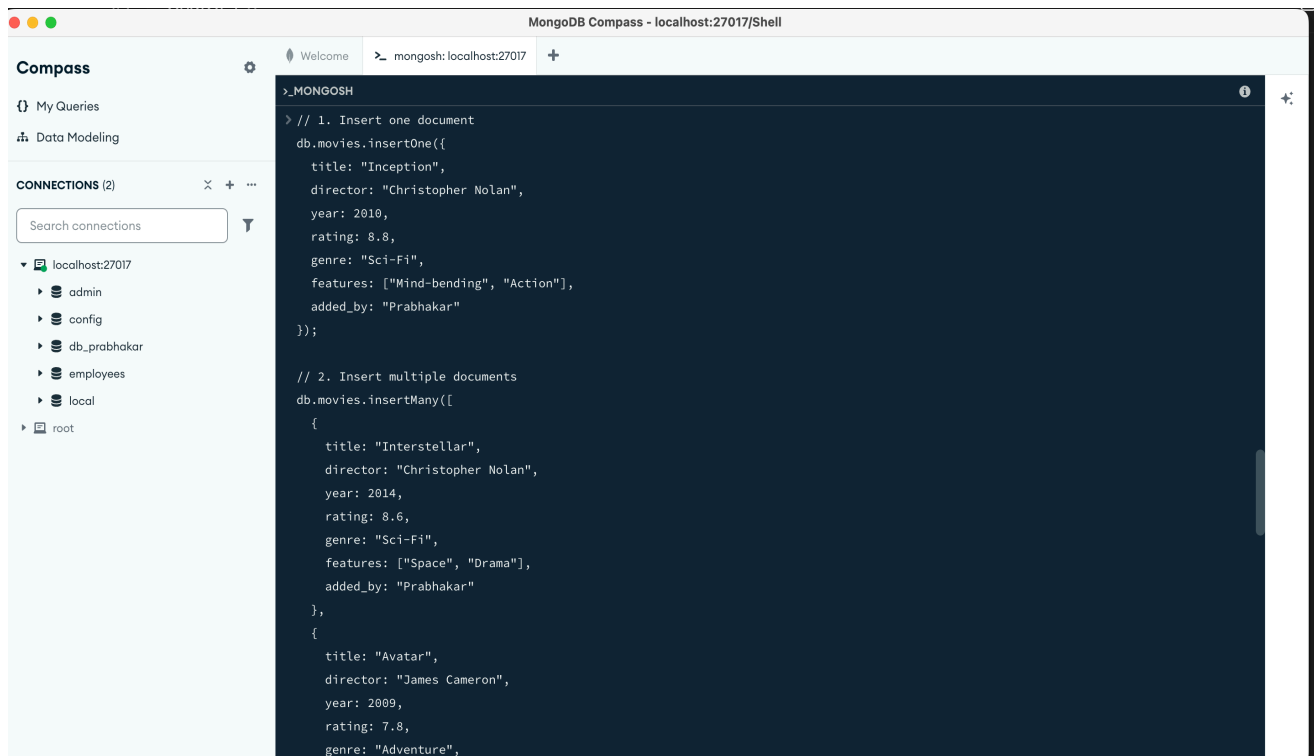 MongoDB Compass - localhost:27017/Shell
Compass
{} My Queries
Data Modeling
CONNECTIONS (2)
Search connections
localhost:27017
admin
config
db_prabhakar
employees
local
root
Welcome
>_ mongosh: localhost:27017
>_MONGOSH
> // 1. Insert one document
db.movies.insertOne({
  title: "Inception",
  director: "Christopher Nolan",
  year: 2010,
  rating: 8.8,
  genre: "Sci-Fi",
  features: ["Mind-bending", "Action"],
  added_by: "Prabhakar"
});
// 2. Insert multiple documents
db.movies.insertMany([
  {
    title: "Interstellar",
    director: "Christopher Nolan",
    year: 2014,
    rating: 8.6,
    genre: "Sci-Fi",
    features: ["Space", "Drama"],
    added_by: "Prabhakar"
  },
  {
    title: "Avatar",
    director: "James Cameron",
    year: 2009,
    rating: 7.8,
    genre: "Adventure",